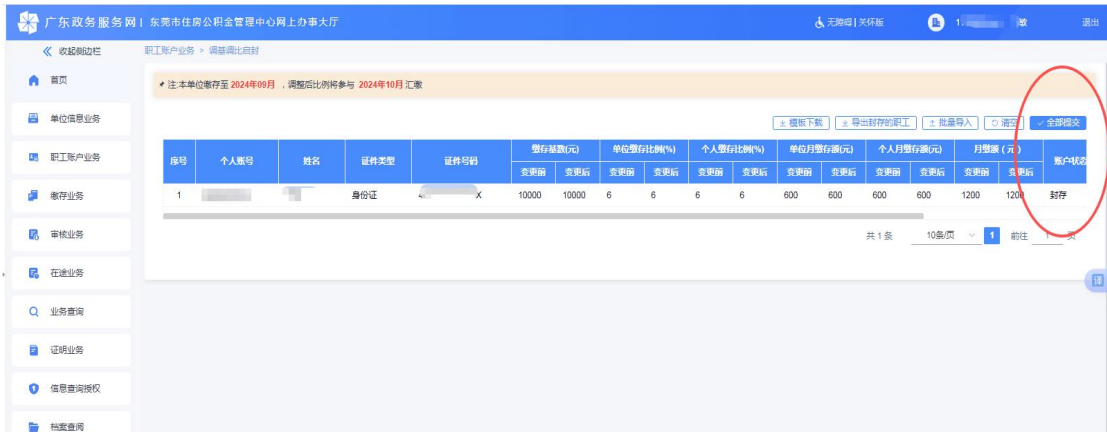 广东政务服务网 | 东莞市住房公积金管理中心网上办事大厅
无障碍 | 关怀版
退出
收起侧边栏
职工账户业务 > 调基调比启封
首页
注:本单位缴存至 2024年09月 ，调整后比例将参与 2024年10月 汇缴
单位信息业务
模板下载 导出封存的职工 批量导入 清空 全部提交
职工账户业务
序号 个人账号 姓名 证件类型 证件号码 缴存基数(元) 单位缴存比例(%) 个人缴存比例(%) 单位月缴存额(元) 个人月缴存额(元) 月缴额（元） 账户状态
变更前 变更后 变更前 变更后 变更前 变更后 变更前 变更后 变更前 变更后 变更前 变更后
缴存业务
1 身份证 X 10000 10000 6 6 6 6 600 600 600 600 1200 1200 封存
审核业务
共 1 条 10条/页 1 前往 1 页
在途业务
译
业务查询
证明业务
信息查询授权
档案查阅